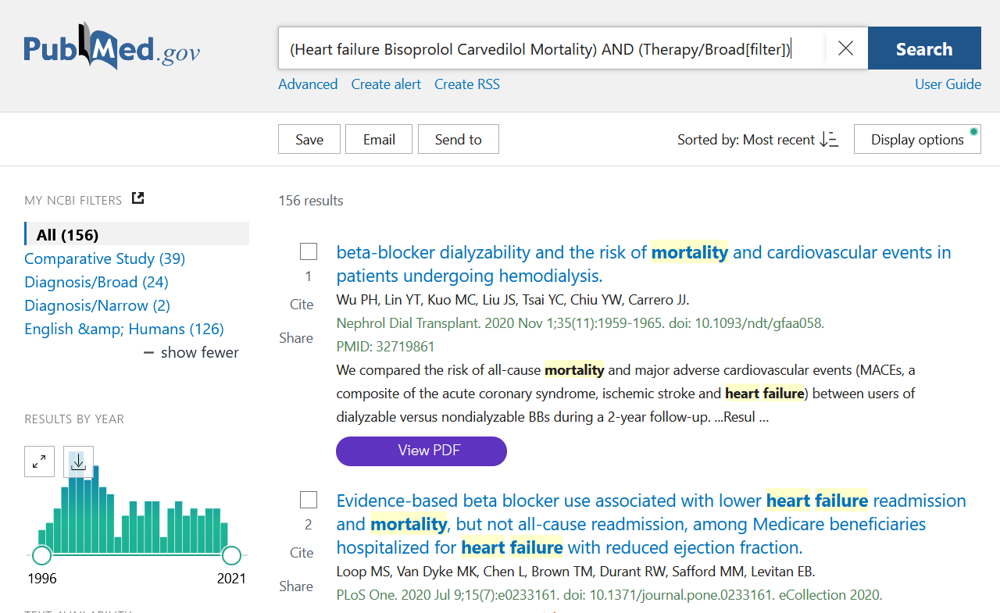 PubMed.gov
(Heart failure Bisoprolol Carvedilol Mortality) AND (Therapy/Broad[filter])
Search
Advanced Create alert Create RSS
User Guide
Save Email Send to
Sorted by: Most recent
Display options
MY NCBI FILTERS
All (156)
Comparative Study (39)
Diagnosis/Broad (24)
Diagnosis/Narrow (2)
English &amp; Humans (126)
show fewer
RESULTS BY YEAR
1996 2021
TEXT AVAILABILITY
156 results
1
Cite
Share
beta-blocker dialyzability and the risk of mortality and cardiovascular events in
patients undergoing hemodialysis.
Wu PH, Lin YT, Kuo MC, Liu JS, Tsai YC, Chiu YW, Carrero JJ.
Nephrol Dial Transplant. 2020 Nov 1;35(11):1959-1965. doi: 10.1093/ndt/gfaa058.
PMID: 32719861
We compared the risk of all-cause mortality and major adverse cardiovascular events (MACEs, a
composite of the acute coronary syndrome, ischemic stroke and heart failure) between users of
dialyzable versus nondialyzable BBs during a 2-year follow-up. ...Resul ...
View PDF
2
Cite
Share
Evidence-based beta blocker use associated with lower heart failure readmission
and mortality, but not all-cause readmission, among Medicare beneficiaries
hospitalized for heart failure with reduced ejection fraction.
Loop MS, Van Dyke MK, Chen L, Brown TM, Durant RW, Safford MM, Levitan EB.
PLoS One. 2020 Jul 9;15(7):e0233161. doi: 10.1371/journal.pone.0233161. eCollection 2020.